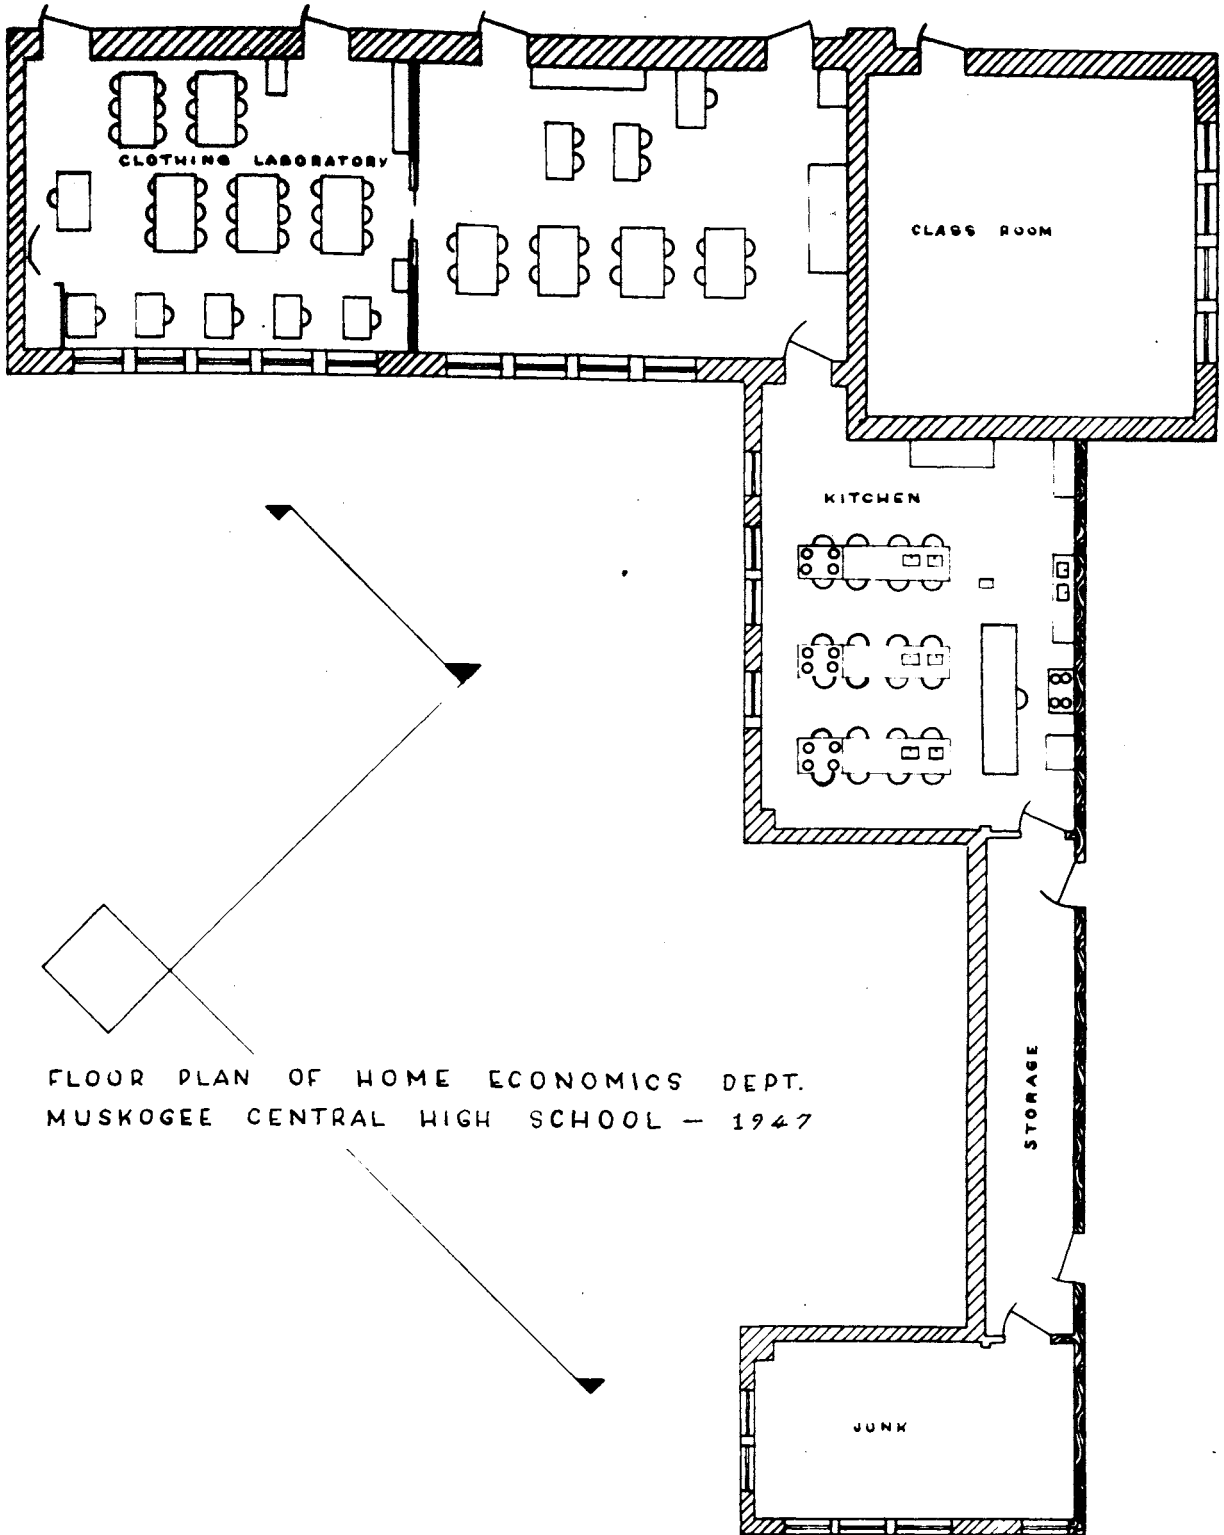 CLOTHING LABORATORY
CLASS ROOM
KITCHEN
FLOOR PLAN OF HOME ECONOMICS DEPT.
MUSKOGEE CENTRAL HIGH SCHOOL — 1947
STORAGE
JUNK